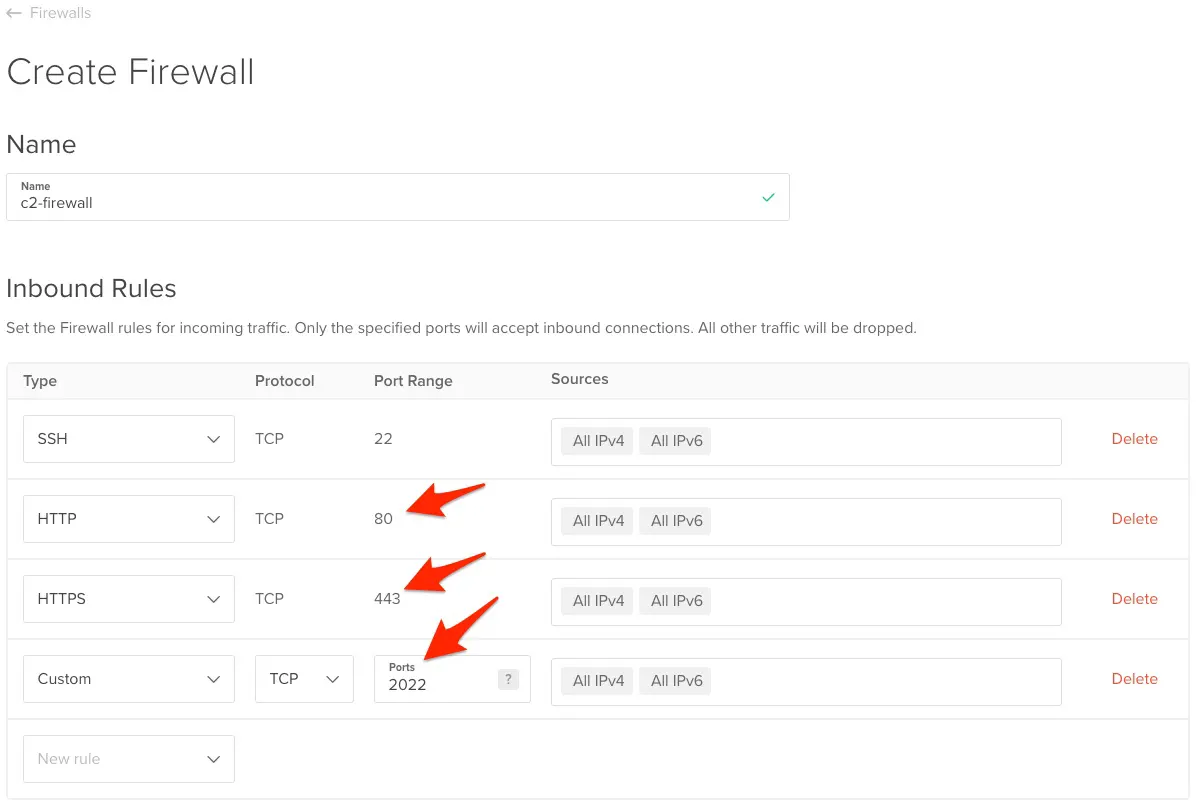 ← Firewalls
Create Firewall
Name
Name
c2-firewall
Inbound Rules
Set the Firewall rules for incoming traffic. Only the specified ports will accept inbound connections. All other traffic will be dropped.
Type Protocol Port Range Sources
SSH TCP 22 All IPv4 All IPv6 Delete
HTTP TCP 80 All IPv4 All IPv6 Delete
HTTPS TCP 443 All IPv4 All IPv6 Delete
Ports
Custom TCP 2022 ? All IPv4 All IPv6 Delete
New rule